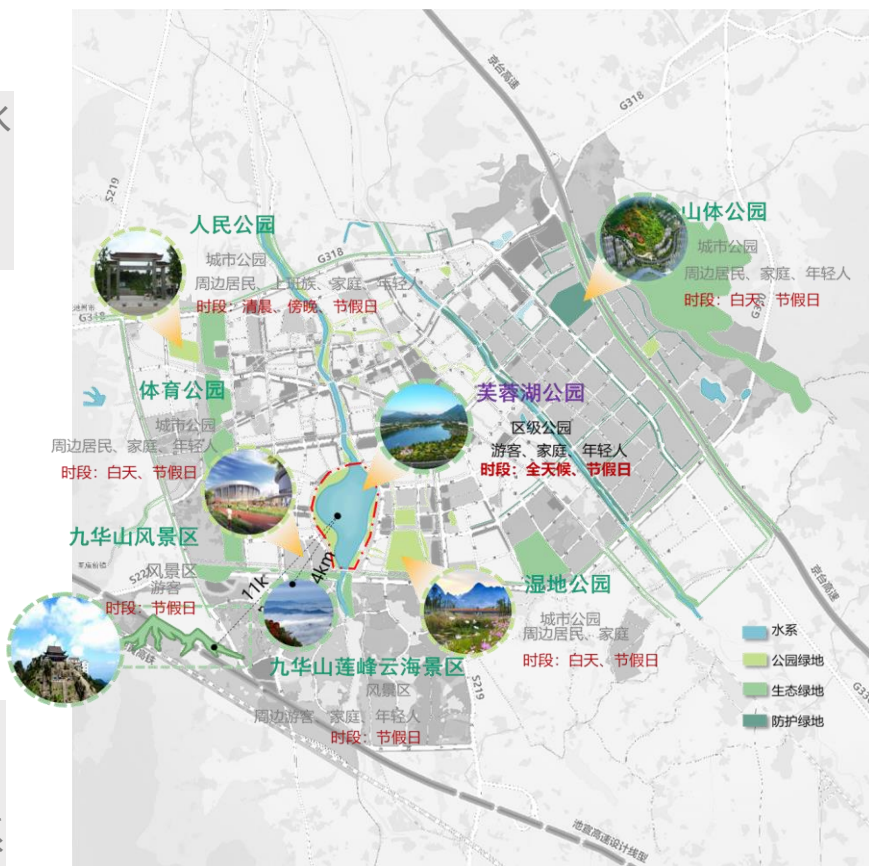 水
京台高速
G318
S219
人民公园
城市公园
周边居民、上班族、家庭、年轻人
时段：清晨、傍晚、节假日
G318
G318
山体公园
城市公园
周边居民、家庭、年轻人
时段：白天、节假日
体育公园
城市公园
周边居民、家庭、年轻人
时段：白天、节假日
芙蓉湖公园
区级公园
游客、家庭、年轻人
时段：全天候、节假日
九华山风景区
风景区
游客
时段：节假日
11k
4km
湿地公园
城市公园
周边居民、家庭
时段：白天、节假日
九华山莲峰云海景区
风景区
周边游客、家庭、年轻人
时段：节假日
S219
京台高速
水系
公园绿地
生态绿地
防护绿地
池宣高速设计线型